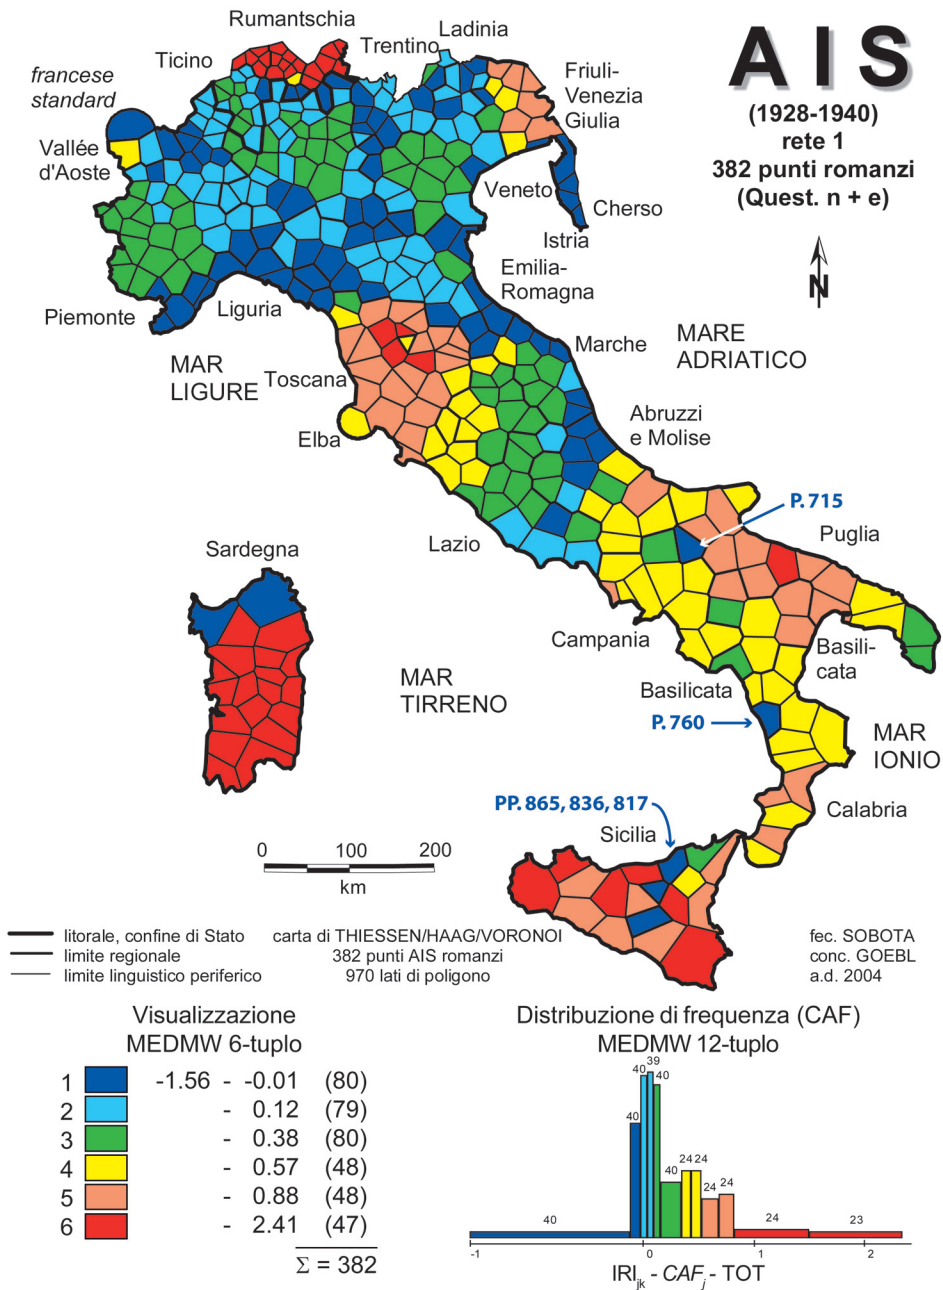 Rumantschia
Ladinia
Trentino
Ticino
francese
standard
Friuli-
Venezia
Giulia
Vallée
d'Aoste
Veneto
Cherso
Istria
Emilia-
Romagna
Piemonte
Liguria
A I S
(1928-1940)
rete 1
382 punti romanzi
(Quest. n + e)
N
MAR
LIGURE
Marche
MARE
ADRIATICO
Toscana
Elba
Abruzzi
e Molise
P. 715
Puglia
Lazio
Sardegna
Campania
Basili-
cata
MAR
TIRRENO
Basilicata
P. 760
MAR
IONIO
PP. 865, 836, 817
Sicilia
Calabria
0 100 200
km
litorale, confine di Stato
limite regionale
limite linguistico periferico
carta di THIESSEN/HAAG/VORONOI
382 punti AIS romanzi
970 lati di poligono
fec. SOBOTA
conc. GOEBL
a.d. 2004
Visualizzazione
MEDMW 6-tuplo
1 -1.56 - -0.01 (80)
2 - 0.12 (79)
3 - 0.38 (80)
4 - 0.57 (48)
5 - 0.88 (48)
6 - 2.41 (47)
Σ = 382
Distribuzione di frequenza (CAF)
MEDMW 12-tuplo
40 40 40 39 40 40 24 24 24 24 24 23
-1 0 1 2
IRIjk - CAFj - TOT